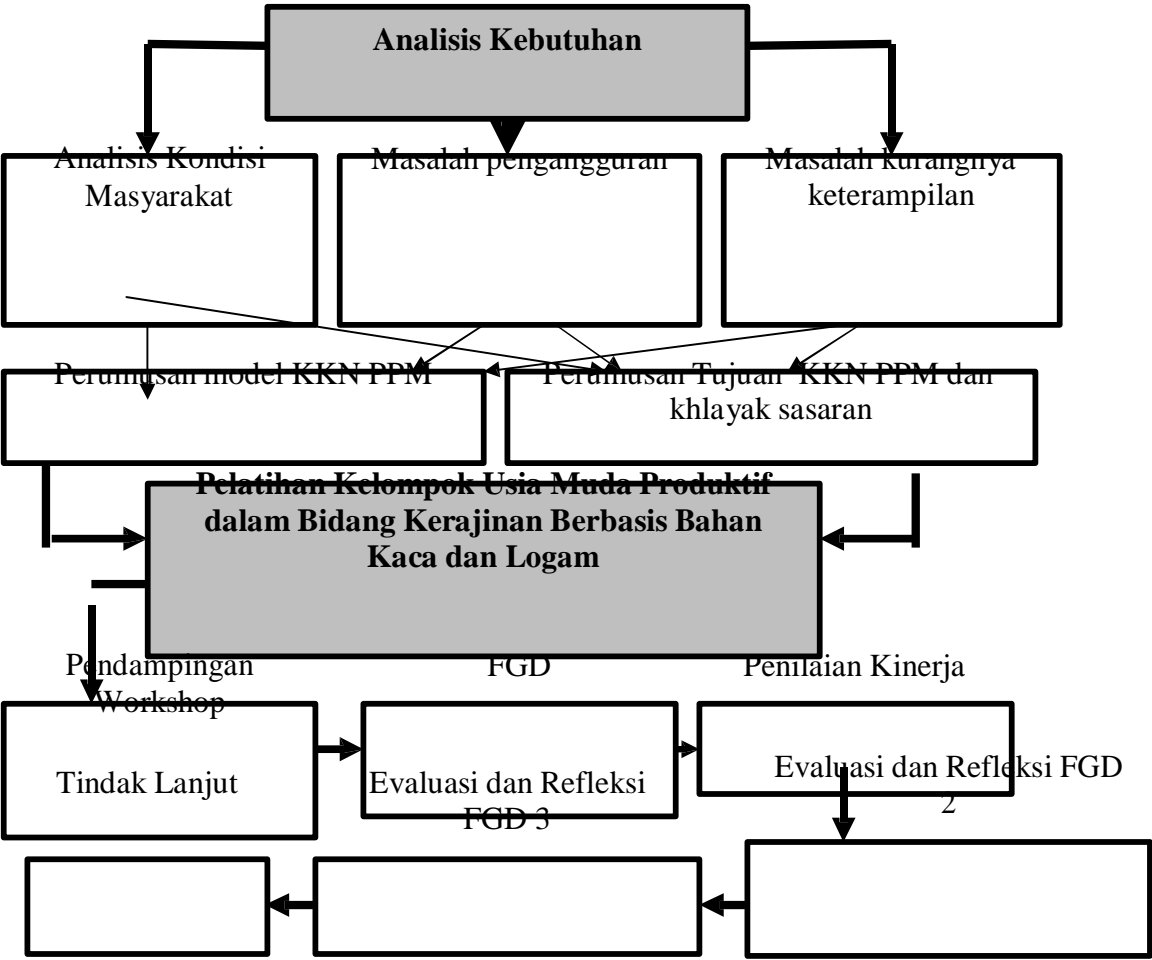 Analisis Kebutuhan
Analisis Kondisi
Masyarakat
Masalah pengangguran
Masalah kurangnya
keterampilan
Perumusan model KKN PPM
Perumusan Tujuan KKN PPM dan
khlayak sasaran
Pelatihan Kelompok Usia Muda Produktif
dalam Bidang Kerajinan Berbasis Bahan
Kaca dan Logam
Pendampingan
Workshop
FGD
Penilaian Kinerja
Tindak Lanjut
Evaluasi dan Refleksi
FGD 3
Evaluasi dan Refleksi FGD
2